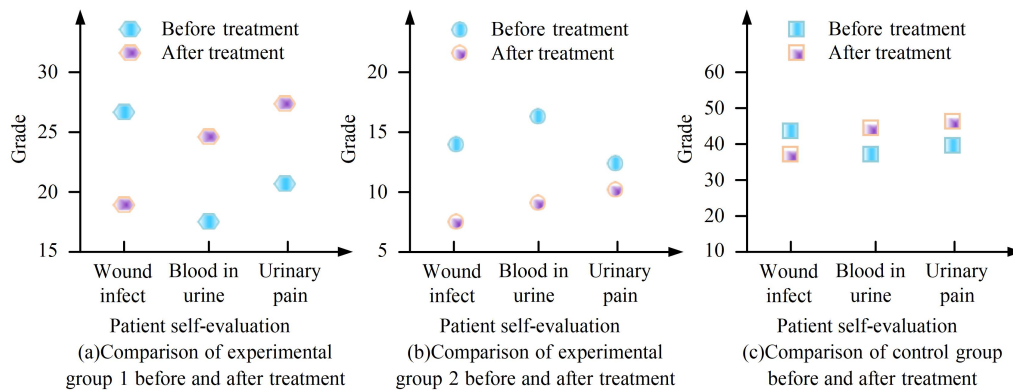 Before treatment
After treatment
Grade
30
25
20
15
Wound infect
Blood in urine
Urinary pain
Patient self-evaluation
(a)Comparison of experimental
group 1 before and after treatment
Before treatment
After treatment
Grade
20
15
10
5
Wound infect
Blood in urine
Urinary pain
Patient self-evaluation
(b)Comparison of experimental
group 2 before and after treatment
Before treatment
After treatment
Grade
60
50
40
30
20
10
Wound infect
Blood in urine
Urinary pain
Patient self-evaluation
(c)Comparison of control group
before and after treatment